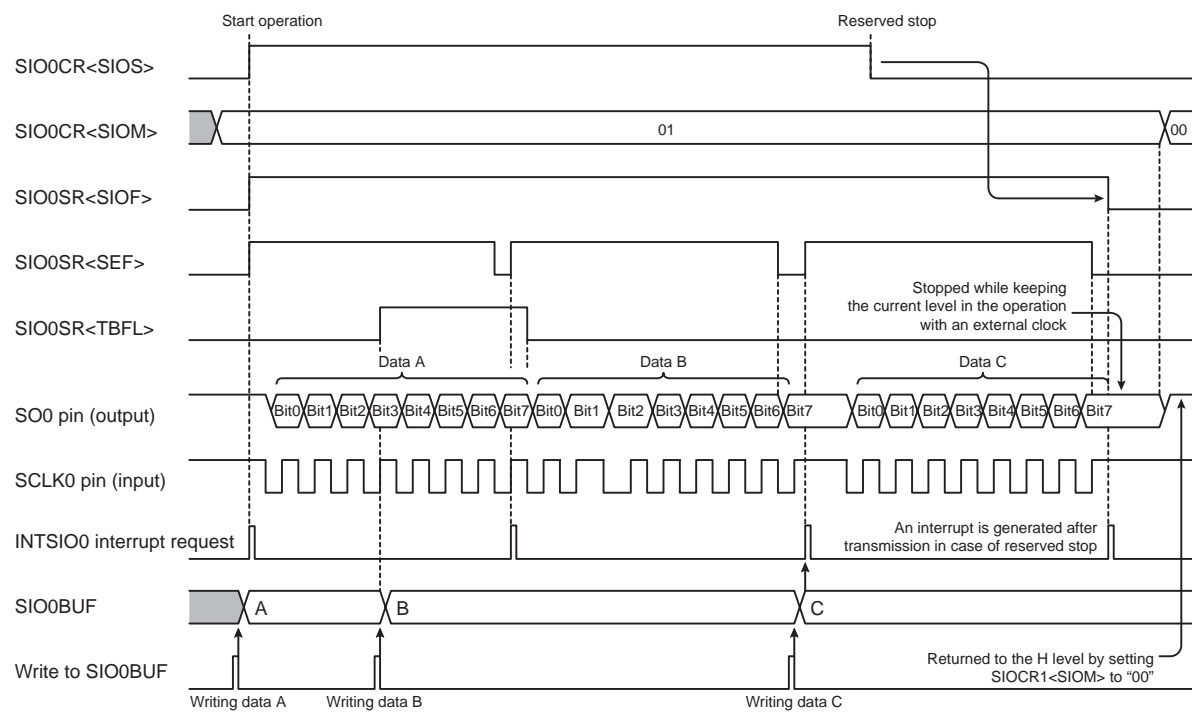 Start operation
Reserved stop
SIO0CR<SIOS>
SIO0CR<SIOM>
01
00
SIO0SR<SIOF>
SIO0SR<SEF>
Stopped while keeping
the current level in the operation
with an external clock
SIO0SR<TBFL>
Data A
Data B
Data C
SO0 pin (output)
Bit0 Bit1 Bit2 Bit3 Bit4 Bit5 Bit6 Bit7 Bit0 Bit1 Bit2 Bit3 Bit4 Bit5 Bit6 Bit7 Bit0 Bit1 Bit2 Bit3 Bit4 Bit5 Bit6 Bit7
SCLK0 pin (input)
INTSIO0 interrupt request
An interrupt is generated after
transmission in case of reserved stop
SIO0BUF
A
B
C
Write to SIO0BUF
Returned to the H level by setting
SIOCR1<SIOM> to “00”
Writing data A
Writing data B
Writing data C